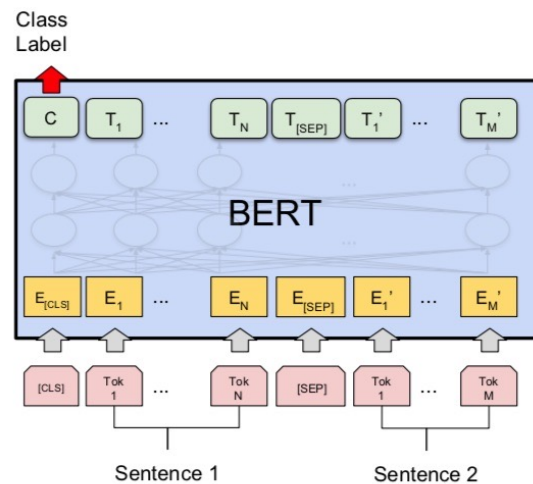 Class
Label
C T1 ... TN T[SEP] T1' ... TM'
...
BERT
...
E[CLS] E1 ... EN E[SEP] E1' ... EM'
[CLS] Tok 1 ... Tok N [SEP] Tok 1 ... Tok M
Sentence 1 Sentence 2